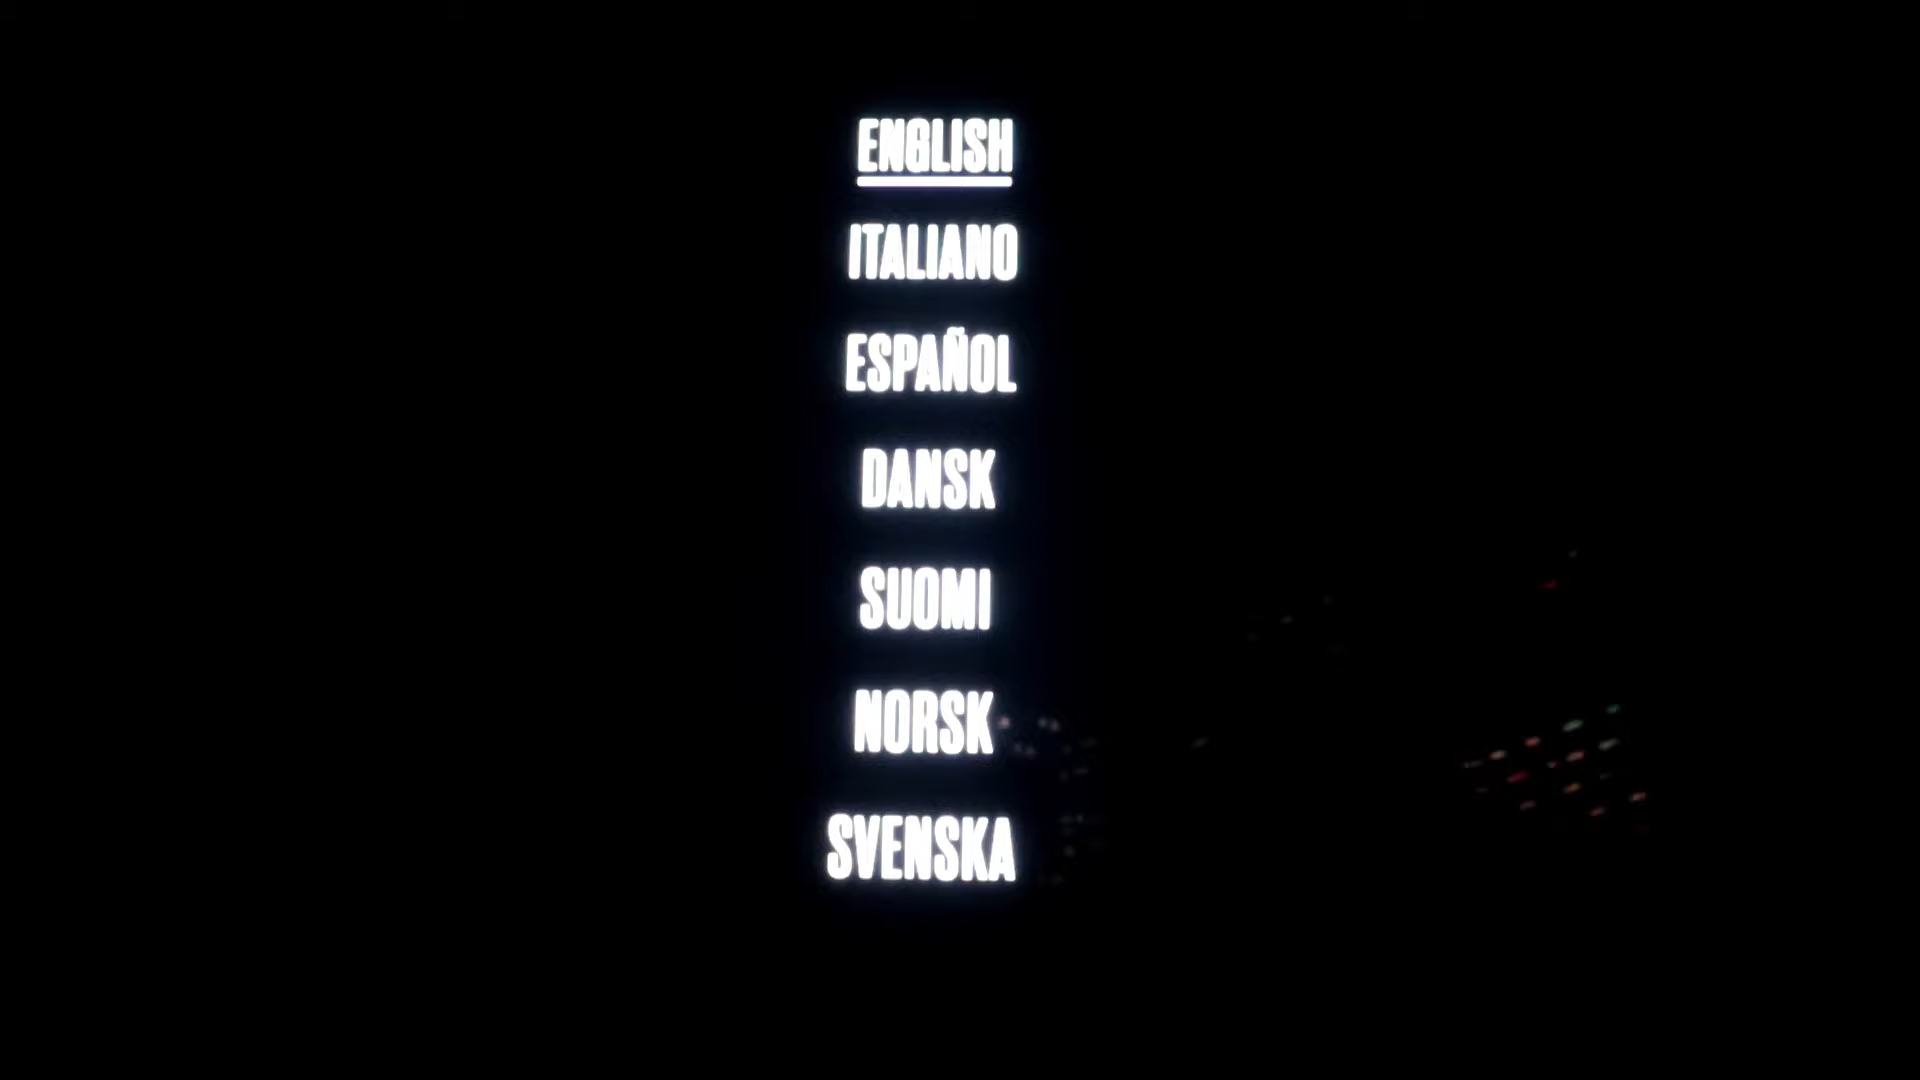 ENGLISH
ITALIANO
ESPAÑOL
DANSK
SUOMI
NORSK
SVENSKA